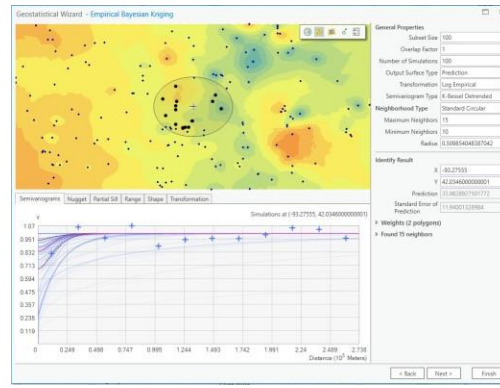 Geostatistical Wizard - Empirical Bayesian Kriging
General Properties
Subset Size 100
Overlap Factor 1
Number of Simulations 100
Output Surface Type Prediction
Transformation Log Empirical
Semivariogram Type K-Bessel Detrended
Neighborhood Type Standard Circular
Maximum Neighbors 15
Minimum Neighbors 10
Radius
Identify Result
X -93.27555
Y 42.0346000000001
Prediction
Standard Error of Prediction
Weights (2 polygons)
Found 15 neighbors
Semivariograms Nugget Partial Sill Range Shape Transformation
γ
Simulations at (-93.27555, 42.0346000000001)
1.07
0.951
0.832
0.713
0.594
0.475
0.357
0.238
0.119
0 0.249 0.498 0.747 0.995 1.244 1.493 1.742 1.991 2.24 2.489 2.738
Distance (10⁵ Meters)
< Back Next > Finish